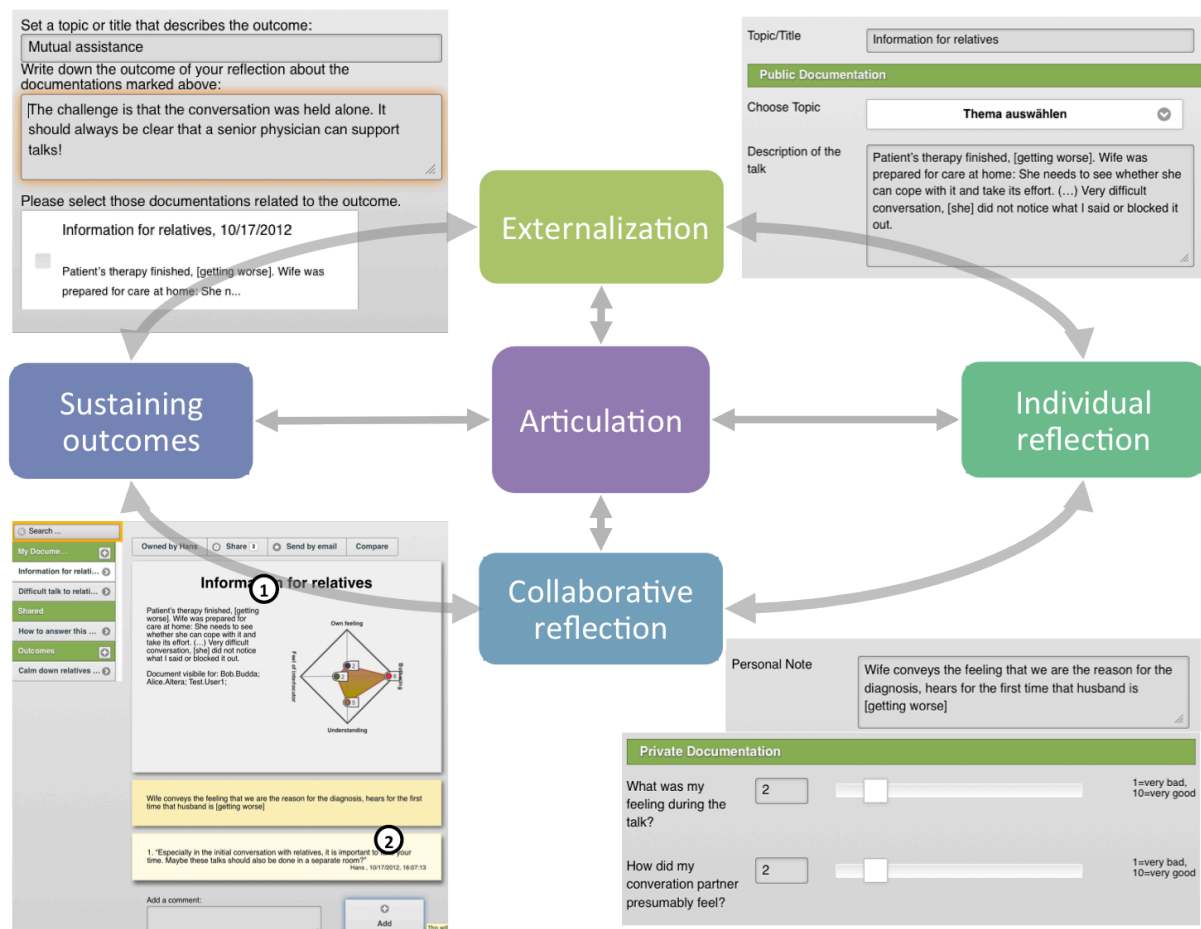 Set a topic or title that describes the outcome:
Mutual assistance
Write down the outcome of your reflection about the
documentations marked above:
The challenge is that the conversation was held alone. It
should always be clear that a senior physician can support
talks!
Please select those documentations related to the outcome.
Information for relatives, 10/17/2012
Patient's therapy finished, [getting worse]. Wife was
prepared for care at home: She n...
Topic/Title
Information for relatives
Public Documentation
Choose Topic
Thema auswählen
Description of the
talk
Patient's therapy finished, [getting worse]. Wife was
prepared for care at home: She needs to see whether she
can cope with it and take its effort. (...) Very difficult
conversation, [she] did not notice what I said or blocked it
out.
Externalization
Sustaining
outcomes
Articulation
Individual
reflection
Collaborative
reflection
Search ...
My Docume...
Information for relati...
Difficult talk to relati...
Shared
How to answer this ...
Outcomes
Calm down relatives ...
Owned by Hans
Share
Send by email
Compare
Information for relatives
1
Patient's therapy finished, [getting
worse]. Wife was prepared for
care at home: She needs to see
whether she can cope with it and
take its effort. (...) Very difficult
conversation, [she] did not notice
what I said or blocked it out.
Document visibile for: Bob.Budda;
Alice.Altera; Test.User1;
Own feeling
Feel of interlocutor
Understanding
2
2
5
Wife conveys the feeling that we are the reason for the diagnosis, hears for the first
time that husband is [getting worse]
2
1. "Especially in the initial conversation with relatives, it is important to your
time. Maybe these talks should also be done in a separate room?"
Hans , 10/17/2012, 16:07:13
Add a comment:
Add
This will
Personal Note
Wife conveys the feeling that we are the reason for the
diagnosis, hears for the first time that husband is
[getting worse]
Private Documentation
What was my
feeling during the
talk?
2
1=very bad,
10=very good
How did my
converation partner
presumably feel?
2
1=very bad,
10=very good